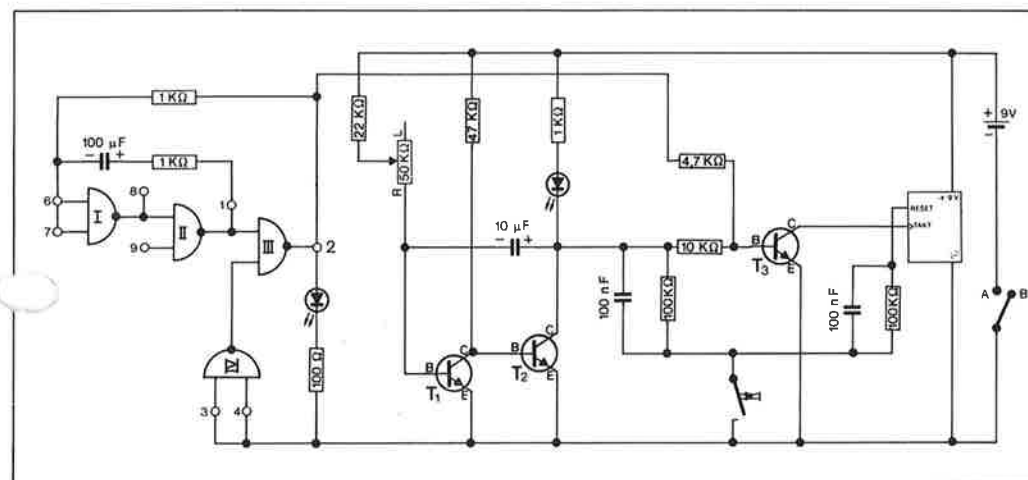 1 KΩ
100 µF
- +
1 KΩ
6
7
I
8
9
II
1
III
2
IV
3
4
100 Ω
22 KΩ
L
50 KΩ
R
47 KΩ
1 KΩ
10 µF
- +
B
C
E
T1
B
C
E
T2
4,7 KΩ
10 KΩ
100 nF
100 KΩ
B
C
E
T3
100 nF
100 KΩ
+9V
RESET
TAKT
+
-
9V
A
B